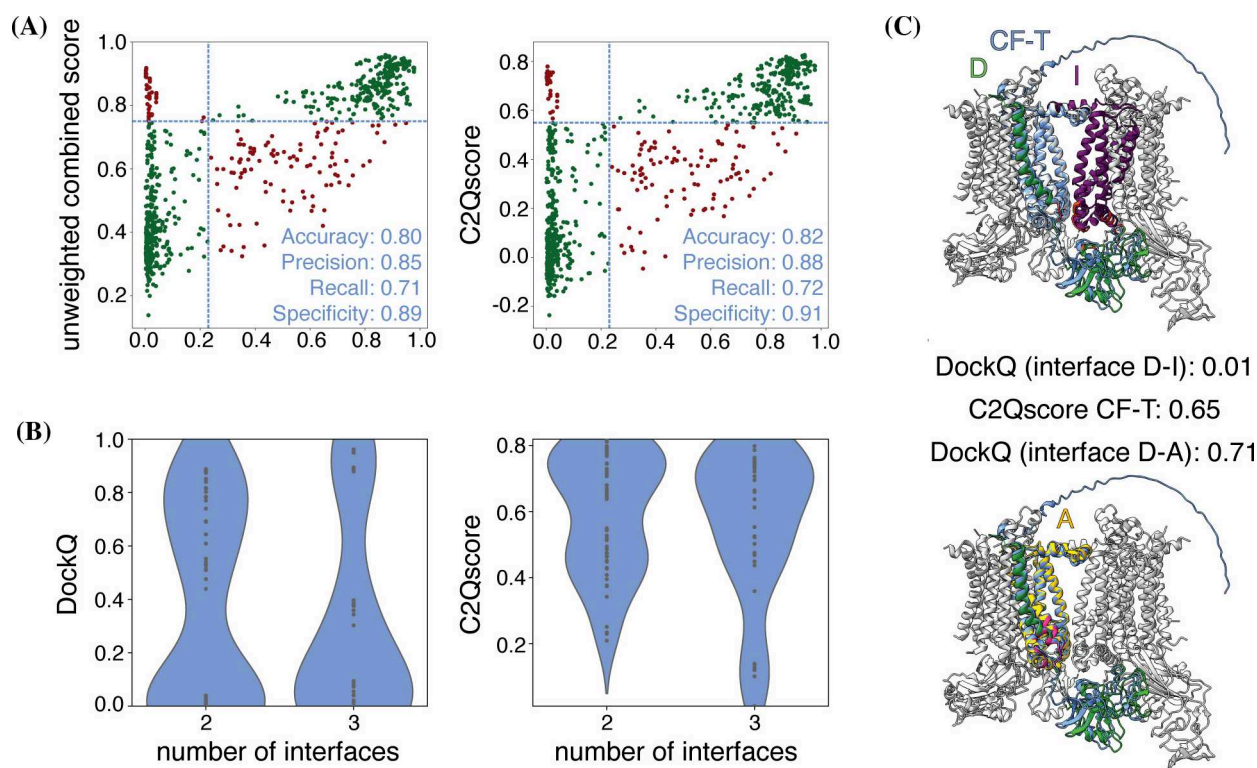 (A)
unweighted combined score
1.0
0.8
0.6
0.4
0.2
0.0 0.2 0.4 0.6 0.8 1.0
Accuracy: 0.80
Precision: 0.85
Recall: 0.71
Specificity: 0.89
C2Qscore
0.8
0.6
0.4
0.2
0.0
-0.2
0.0 0.2 0.4 0.6 0.8 1.0
Accuracy: 0.82
Precision: 0.88
Recall: 0.72
Specificity: 0.91
(B)
DockQ
1.0
0.8
0.6
0.4
0.2
0.0
2 3
number of interfaces
C2Qscore
0.8
0.6
0.4
0.2
2 3
number of interfaces
(C)
CF-T
D
I
DockQ (interface D-I): 0.01
C2Qscore CF-T: 0.65
DockQ (interface D-A): 0.71
A